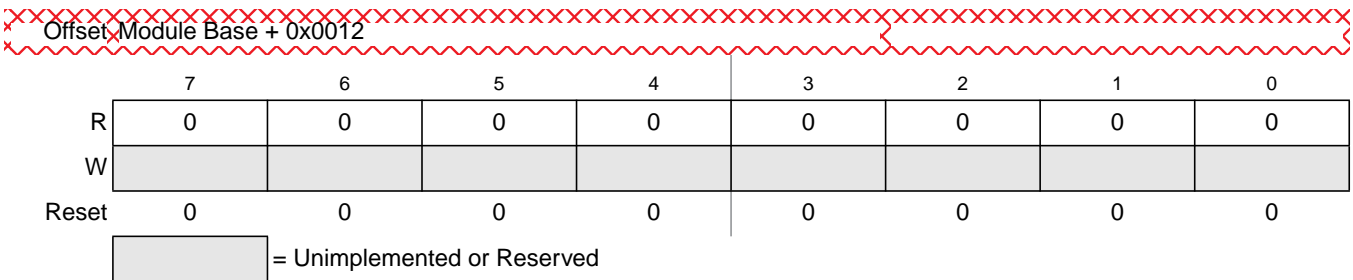 Offset Module Base + 0x0012
7 6 5 4 3 2 1 0
R 0 0 0 0 0 0 0 0
W
Reset 0 0 0 0 0 0 0 0
= Unimplemented or Reserved